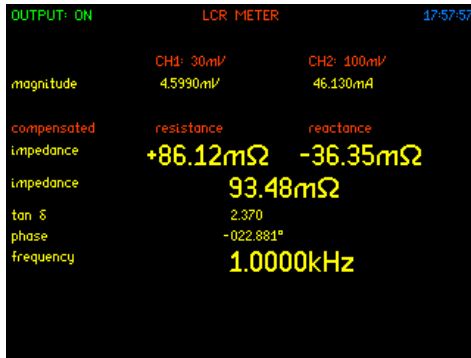 OUTPUT: ON LCR METER 17:57:57
CH1: 30mV CH2: 100mV
magnitude 4.5990mV 46.130mA
compensated resistance reactance
impedance +86.12mΩ -36.35mΩ
impedance 93.48mΩ
tan δ 2.370
phase -022.881°
frequency 1.0000kHz